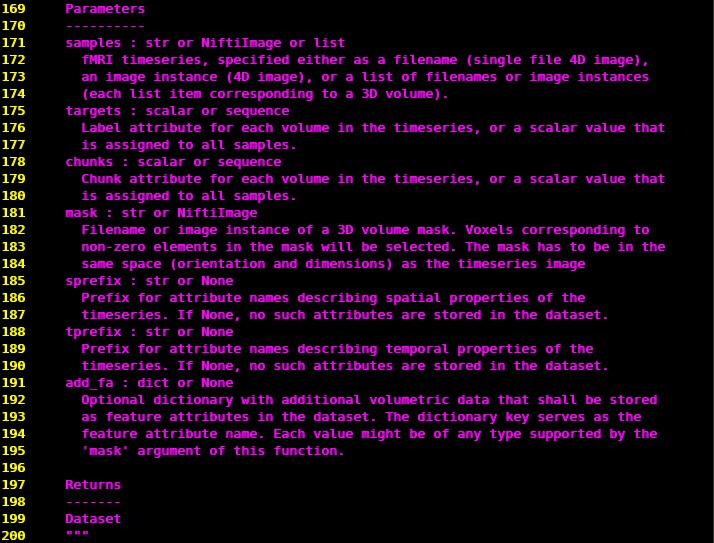 169     Parameters
170     ----------
171     samples : str or NiftiImage or list
172       fMRI timeseries, specified either as a filename (single file 4D image),
173       an image instance (4D image), or a list of filenames or image instances
174       (each list item corresponding to a 3D volume).
175     targets : scalar or sequence
176       Label attribute for each volume in the timeseries, or a scalar value that
177       is assigned to all samples.
178     chunks : scalar or sequence
179       Chunk attribute for each volume in the timeseries, or a scalar value that
180       is assigned to all samples.
181     mask : str or NiftiImage
182       Filename or image instance of a 3D volume mask. Voxels corresponding to
183       non-zero elements in the mask will be selected. The mask has to be in the
184       same space (orientation and dimensions) as the timeseries image
185     sprefix : str or None
186       Prefix for attribute names describing spatial properties of the
187       timeseries. If None, no such attributes are stored in the dataset.
188     tprefix : str or None
189       Prefix for attribute names describing temporal properties of the
190       timeseries. If None, no such attributes are stored in the dataset.
191     add_fa : dict or None
192       Optional dictionary with additional volumetric data that shall be stored
193       as feature attributes in the dataset. The dictionary key serves as the
194       feature attribute name. Each value might be of any type supported by the
195       'mask' argument of this function.
196
197     Returns
198     -------
199     Dataset
200     """